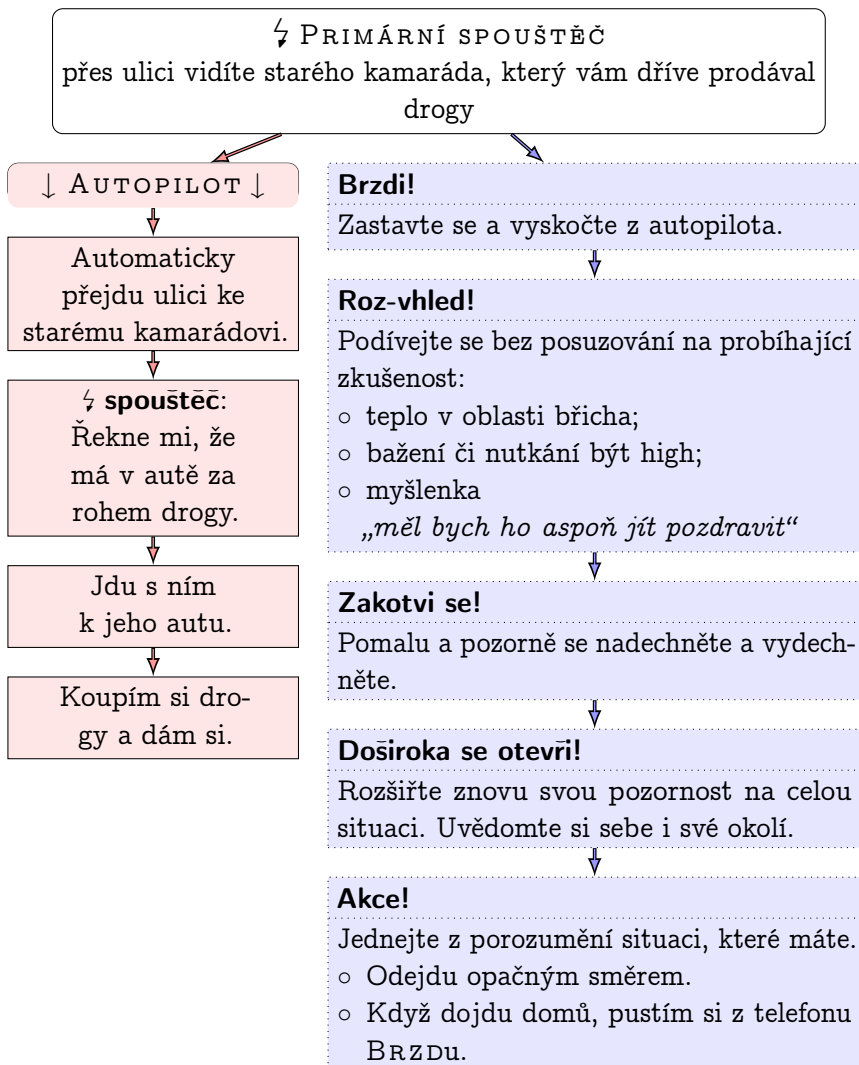 ↯ PRIMÁRNÍ SPOUŠTĚČ
přes ulici vidíte starého kamaráda, který vám dříve prodával
drogy
↓ AUTOPILOT ↓
Automaticky
přejdu ulici ke
starému kamarádovi.
↯ spouštěč:
Řekne mi, že
má v autě za
rohem drogy.
Jdu s ním
k jeho autu.
Koupím si dro-
gy a dám si.
Brzdi!
Zastavte se a vyskočte z autopilota.
Roz-vhled!
Podívejte se bez posuzování na probíhající
zkušenost:
○ teplo v oblasti břicha;
○ bažení či nutkání být high;
○ myšlenka
„měl bych ho aspoň jít pozdravit“
Zakotvi se!
Pomalu a pozorně se nadechněte a vydech-
něte.
Doširoka se otevři!
Rozšiřte znovu svou pozornost na celou
situaci. Uvědomte si sebe i své okolí.
Akce!
Jednejte z porozumění situaci, které máte.
○ Odejdu opačným směrem.
○ Když dojdu domů, pustím si z telefonu
BRZDu.